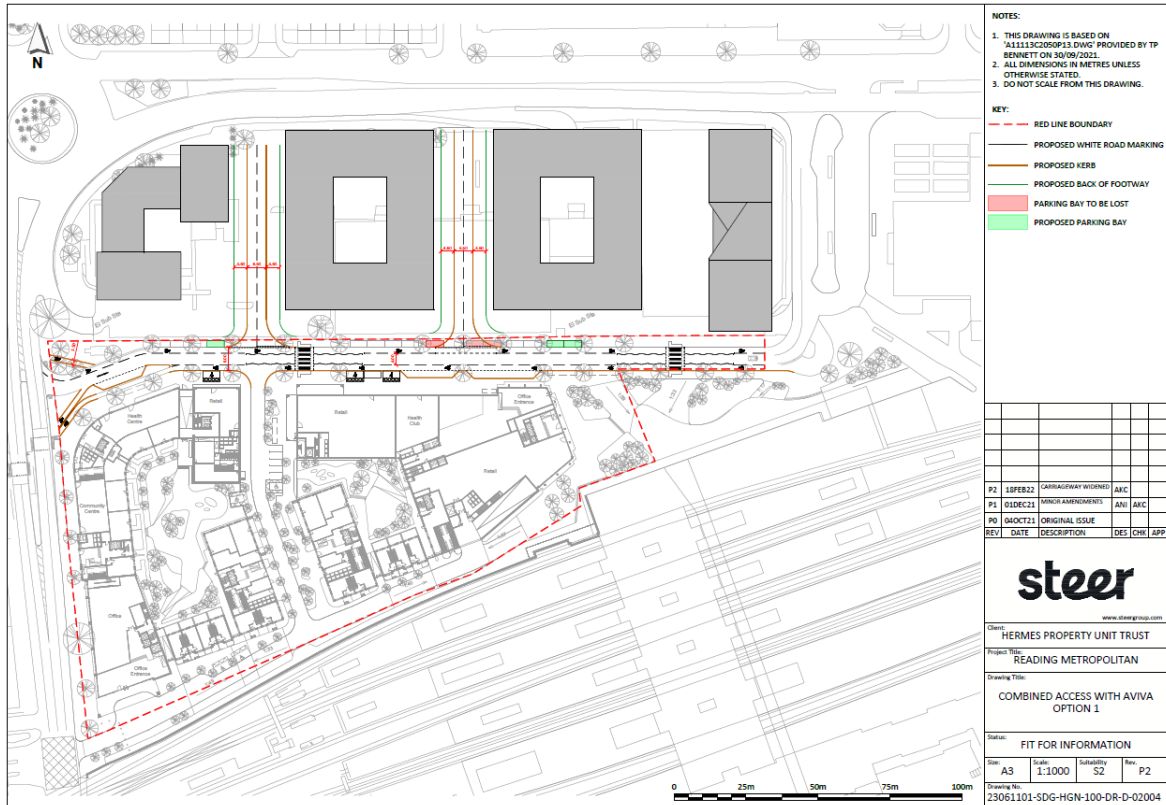 N
El Sub Sta
El Sub Sta
Retail
Health
Centre
Retail
Health
Club
Office
Entrance
Retail
Community
Centre
Office
Office
Entrance
0 25m 50m 75m 100m
NOTES:
1. THIS DRAWING IS BASED ON
'A11113C2050P13.DWG' PROVIDED BY TP
BENNETT ON 30/09/2021.
2. ALL DIMENSIONS IN METRES UNLESS
OTHERWISE STATED.
3. DO NOT SCALE FROM THIS DRAWING.
KEY:
RED LINE BOUNDARY
PROPOSED WHITE ROAD MARKING
PROPOSED KERB
PROPOSED BACK OF FOOTWAY
PARKING BAY TO BE LOST
PROPOSED PARKING BAY
P2 18FEB22 CARRIAGEWAY WIDENED AKC
P1 01DEC21 MINOR AMENDMENTS ANI AKC
P0 04OCT21 ORIGINAL ISSUE
REV DATE DESCRIPTION DES CHK APP
steer
www.steergroup.com
Client:
HERMES PROPERTY UNIT TRUST
Project Title:
READING METROPOLITAN
Drawing Title:
COMBINED ACCESS WITH AVIVA
OPTION 1
Status:
FIT FOR INFORMATION
Size: Scale: Suitability Rev.
A3 1:1000 S2 P2
Drawing No.
23061101-SDG-HGN-100-DR-D-02004